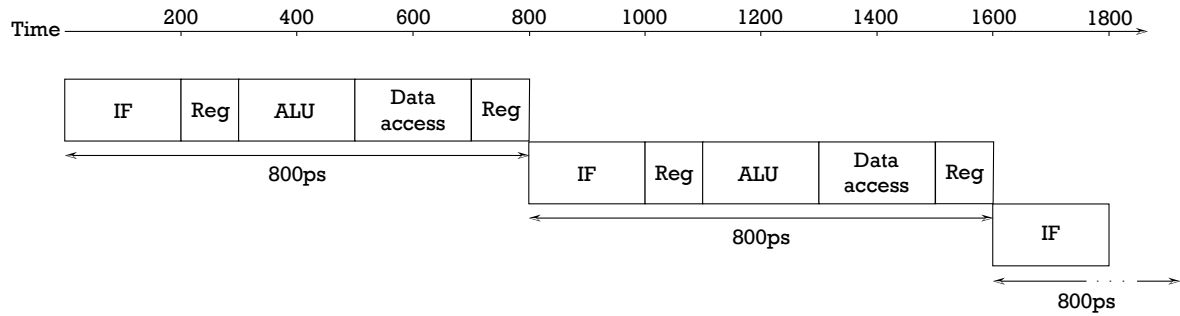 200 400 600 800 1000 1200 1400 1600 1800
Time
IF Reg ALU Data access Reg
800ps
IF Reg ALU Data access Reg
800ps
IF
. . .
800ps